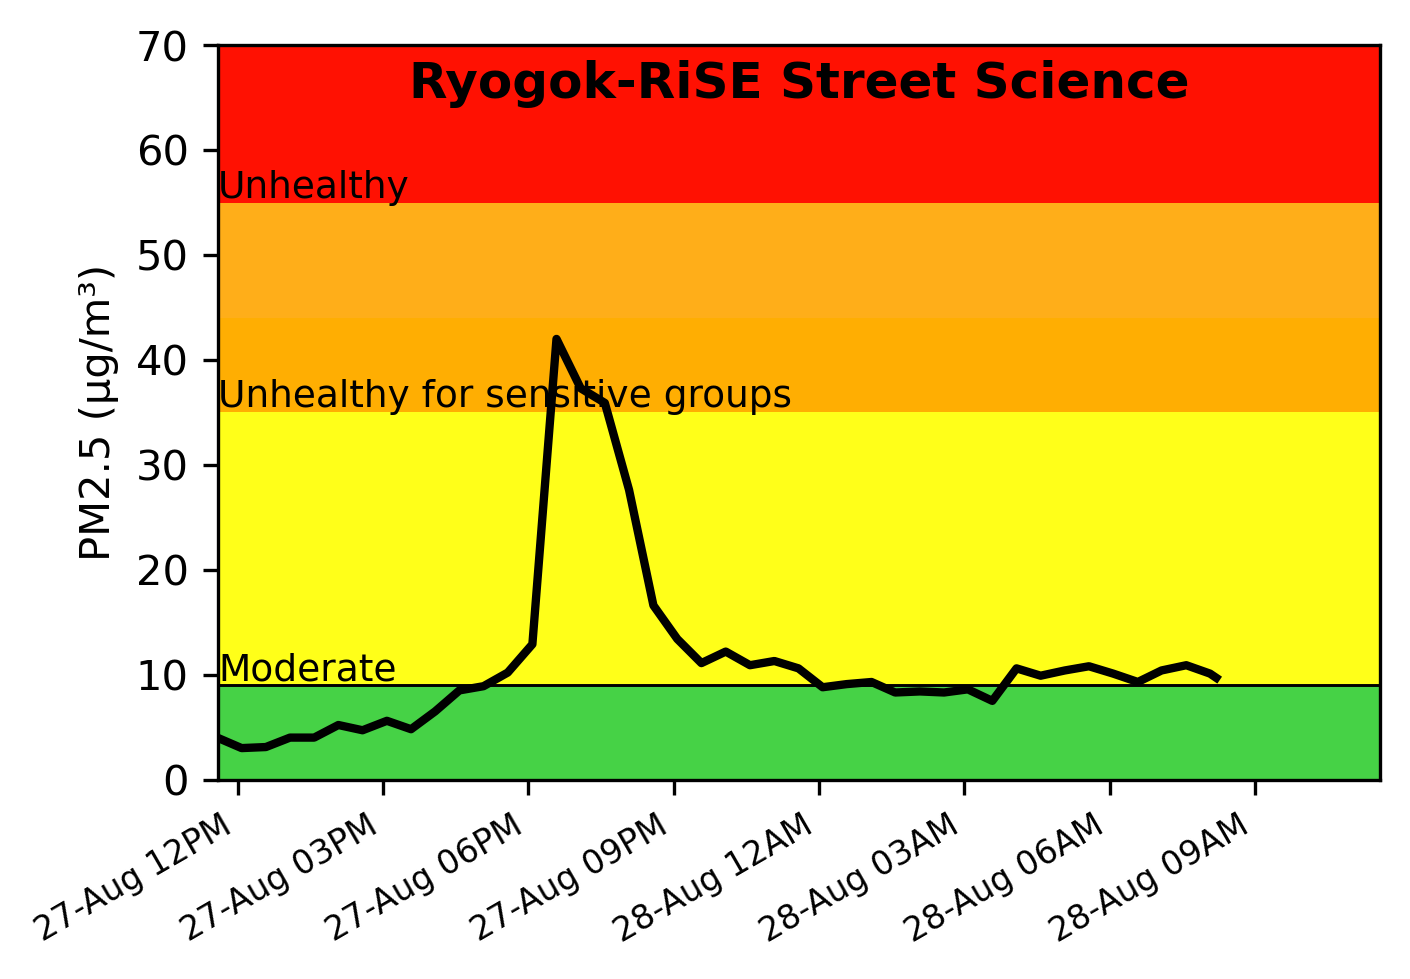 Ryogok-RiSE Street Science
70
60
50
40
30
20
10
0
PM2.5 (µg/m³)
Unhealthy
Unhealthy for sensitive groups
Moderate
27-Aug 12PM
27-Aug 03PM
27-Aug 06PM
27-Aug 09PM
28-Aug 12AM
28-Aug 03AM
28-Aug 06AM
28-Aug 09AM